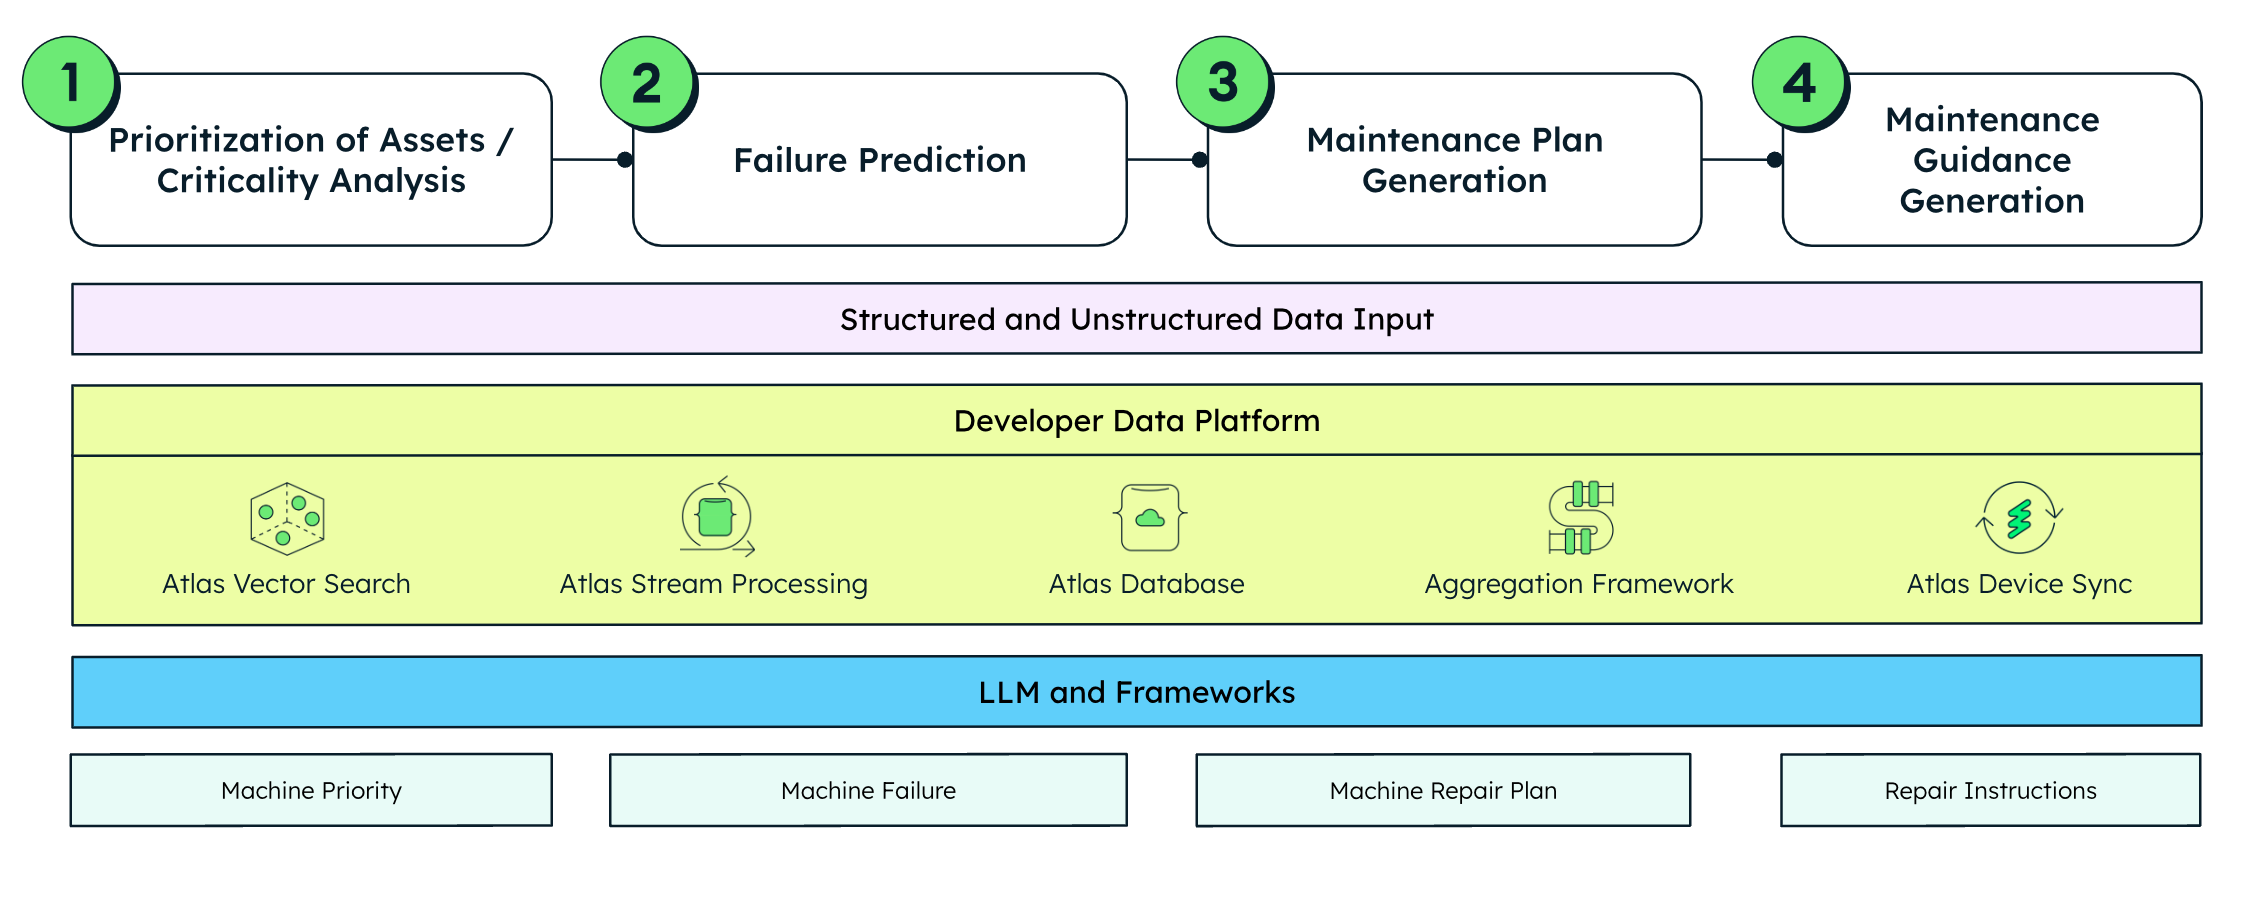 1
Prioritization of Assets /
Criticality Analysis
2
Failure Prediction
3
Maintenance Plan
Generation
4
Maintenance
Guidance
Generation
Structured and Unstructured Data Input
Developer Data Platform
Atlas Vector Search
Atlas Stream Processing
Atlas Database
Aggregation Framework
Atlas Device Sync
LLM and Frameworks
Machine Priority
Machine Failure
Machine Repair Plan
Repair Instructions